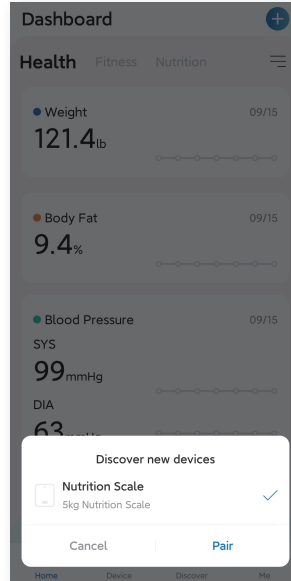 Dashboard
Health Fitness Nutrition
Weight 09/15
121.4lb
Body Fat 09/15
9.4%
Blood Pressure 09/15
SYS
99mmHg
DIA
63mmHg
Discover new devices
Nutrition Scale
5kg Nutrition Scale
Cancel Pair
Home Device Discover Me